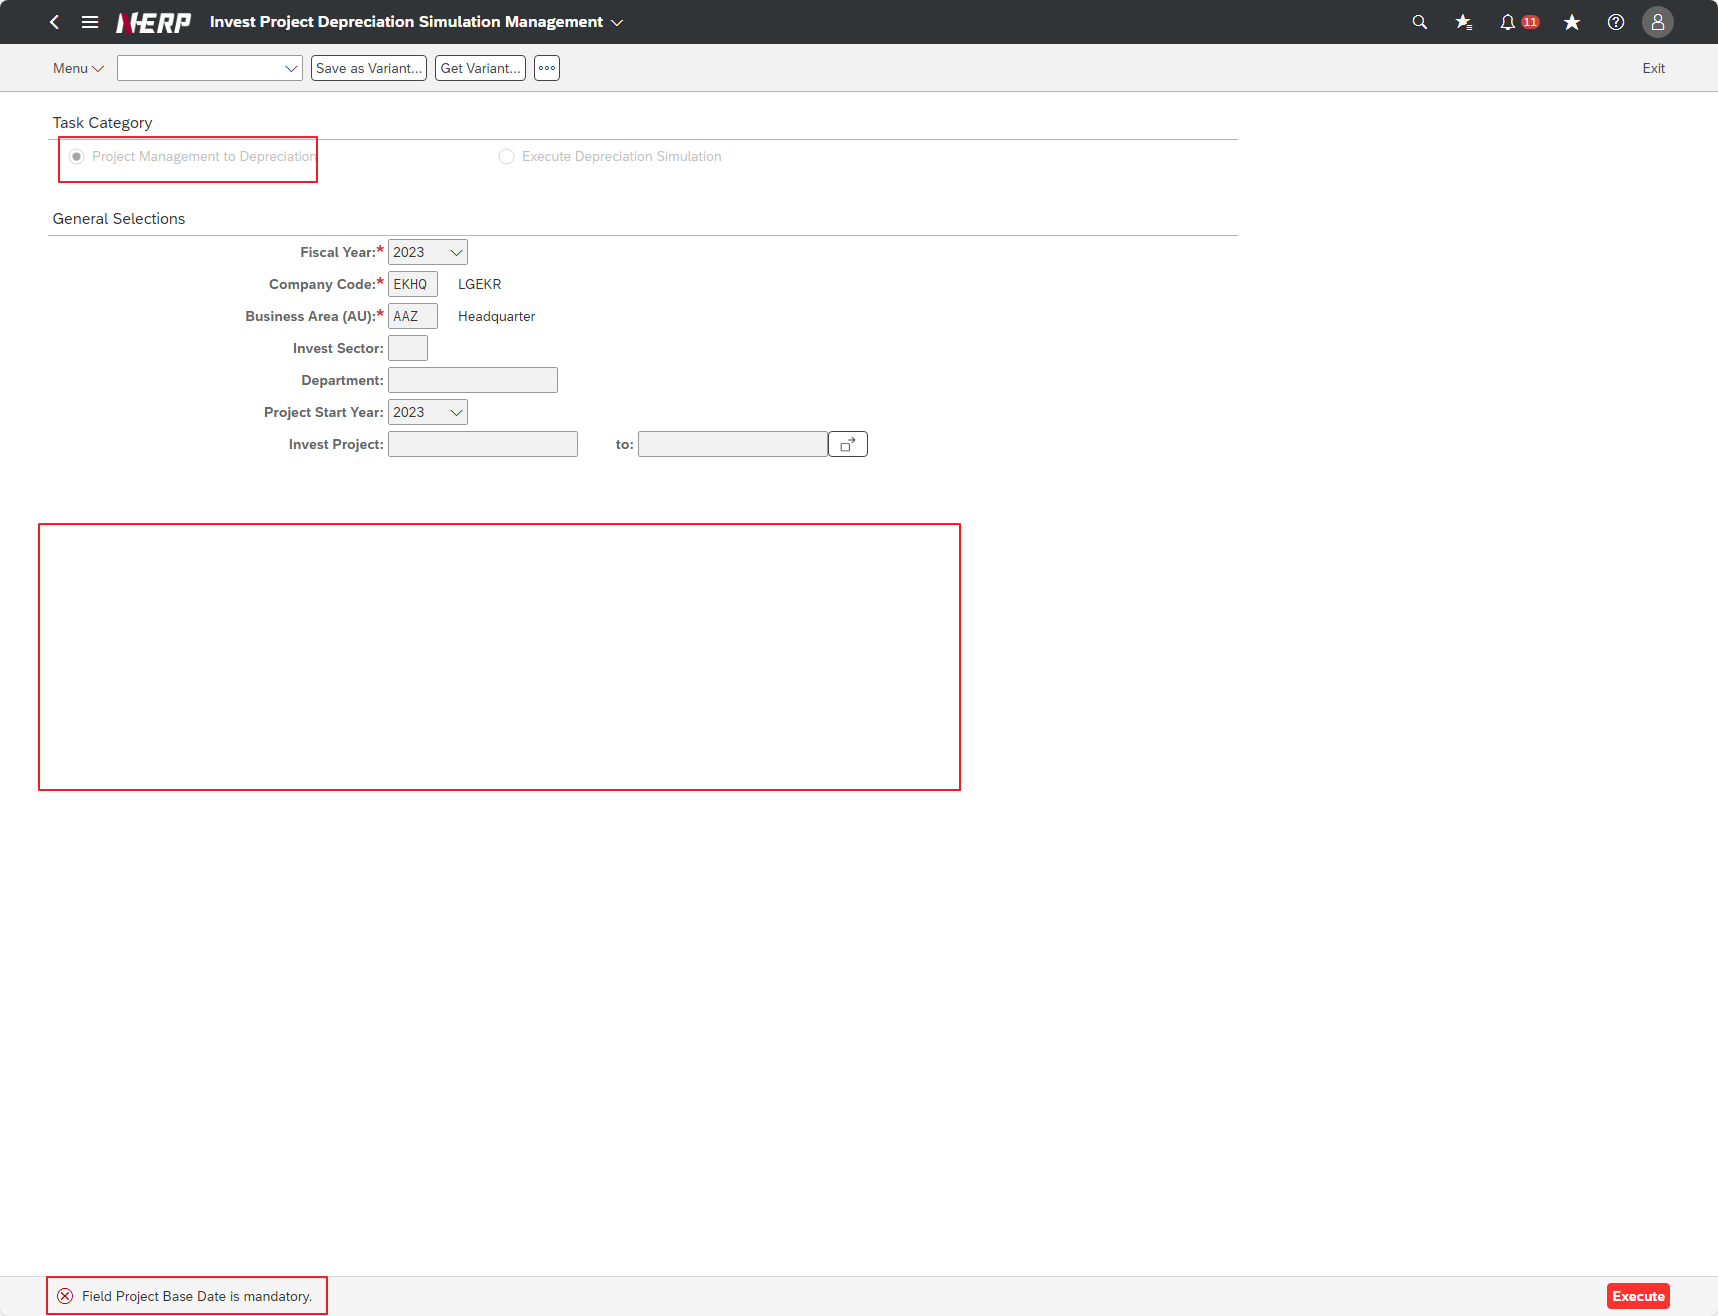 NERP Invest Project Depreciation Simulation Management 11
Menu Save as Variant... Get Variant... Exit
Task Category
Project Management to Depreciation Execute Depreciation Simulation
General Selections
Fiscal Year:* 2023
Company Code:* EKHQ LGEKR
Business Area (AU):* AAZ Headquarter
Invest Sector:
Department:
Project Start Year: 2023
Invest Project: to:
Field Project Base Date is mandatory. Execute